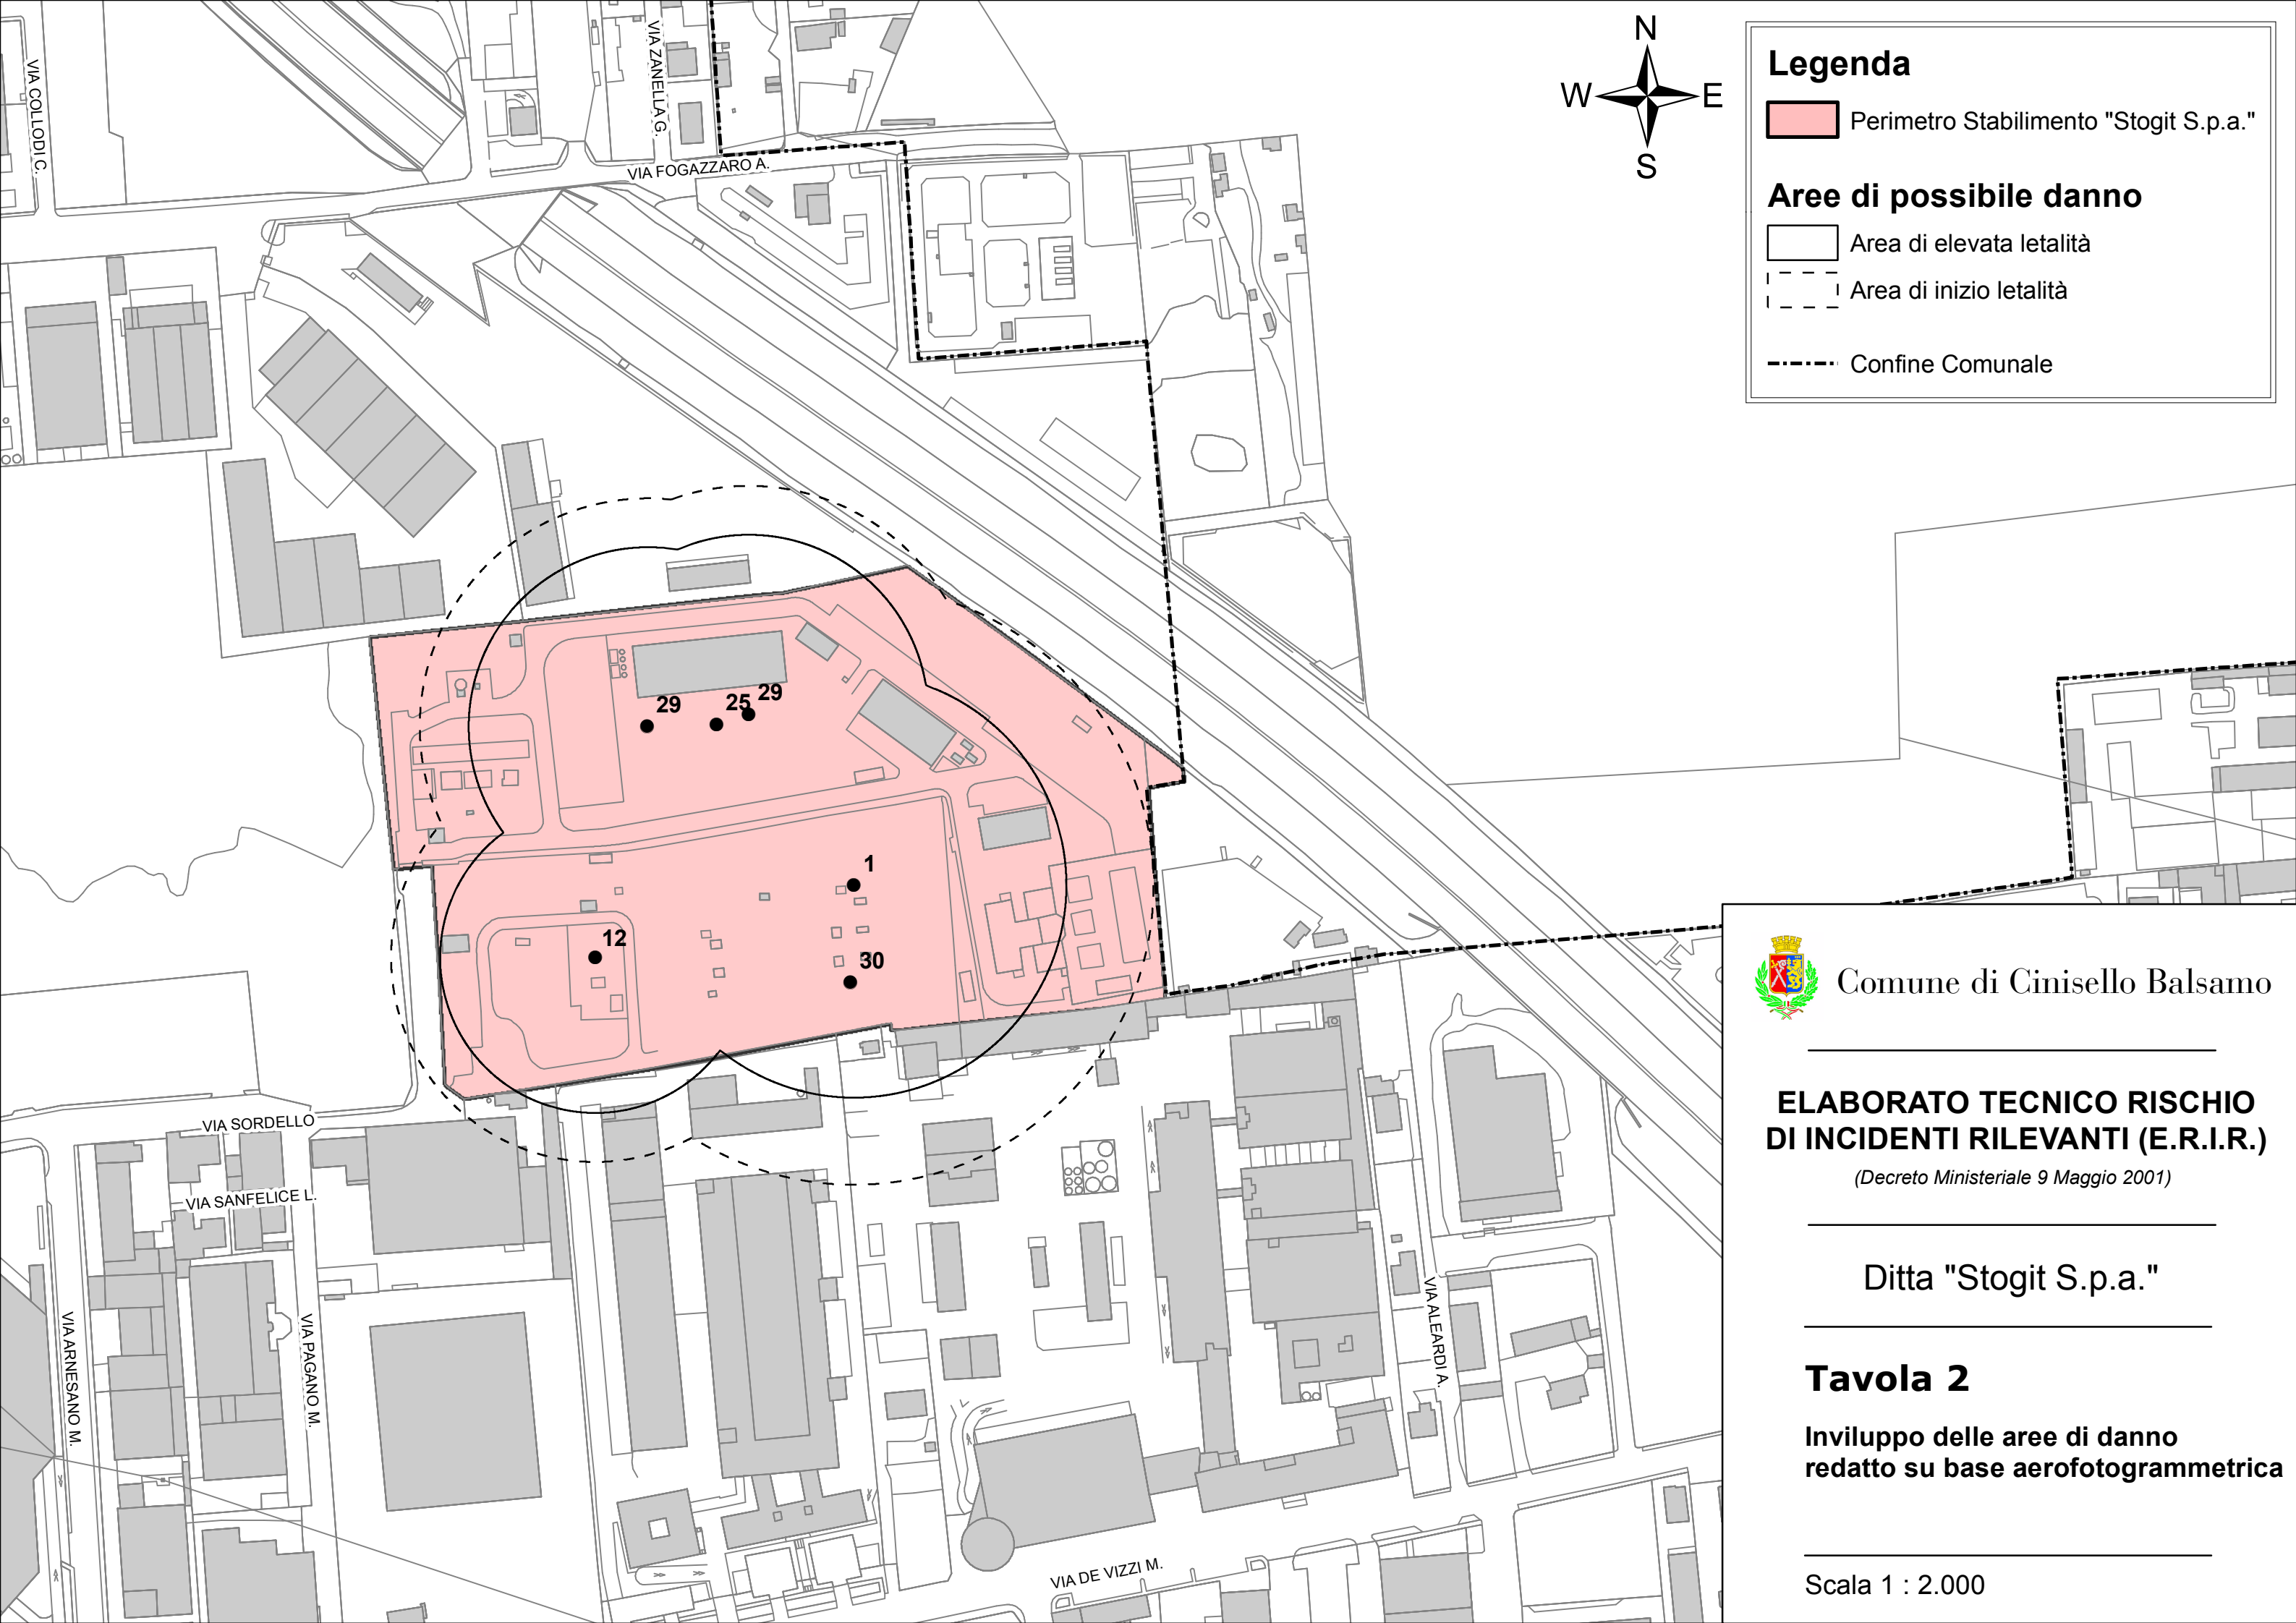 N
W E
S
Legenda
Perimetro Stabilimento "Stogit S.p.a."
Aree di possibile danno
Area di elevata letalità
Area di inizio letalità
Confine Comunale
VIA COLLODI C.
VIA ZANELLA G.
VIA FOGAZZARO A.
29
25
29
1
12
30
VIA SORDELLO
VIA SANFELICE L.
VIA ARNESANO M.
VIA PAGANO M.
VIA ALEARDI A.
VIA DE VIZZI M.
Comune di Cinisello Balsamo
ELABORATO TECNICO RISCHIO
DI INCIDENTI RILEVANTI (E.R.I.R.)
(Decreto Ministeriale 9 Maggio 2001)
Ditta "Stogit S.p.a."
Tavola 2
Inviluppo delle aree di danno
redatto su base aerofotogrammetrica
Scala 1 : 2.000